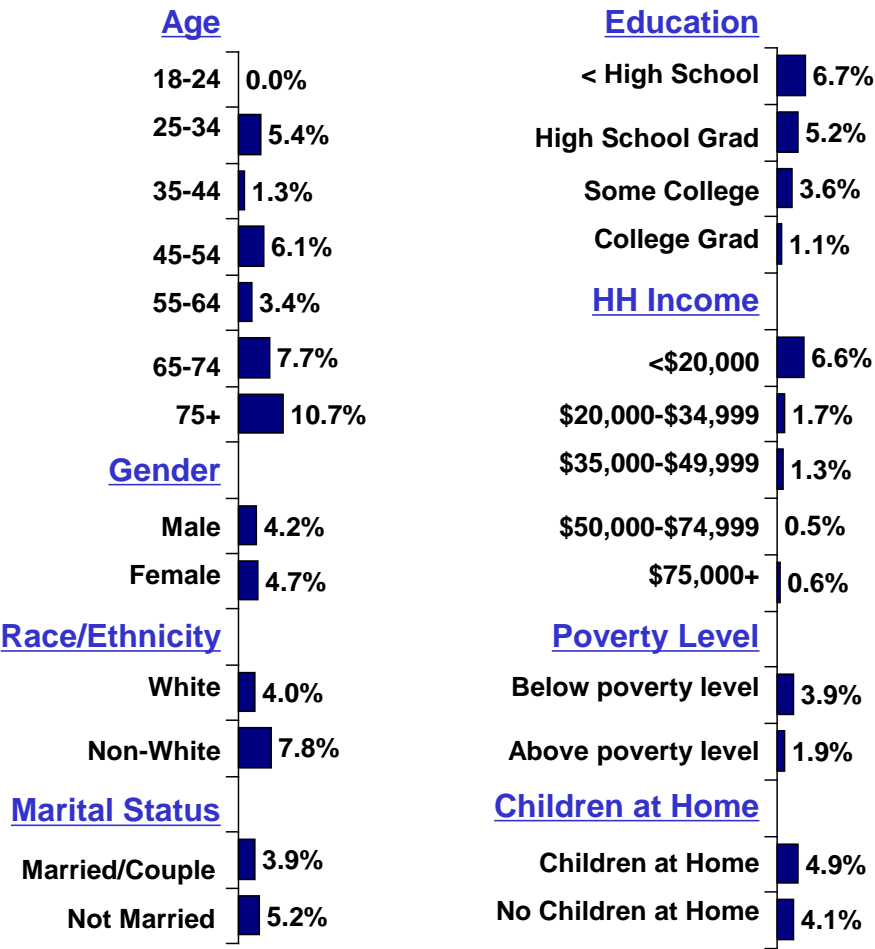 Age
18-24 0.0%
25-34 5.4%
35-44 1.3%
45-54 6.1%
55-64 3.4%
65-74 7.7%
75+ 10.7%
Gender
Male 4.2%
Female 4.7%
Race/Ethnicity
White 4.0%
Non-White 7.8%
Marital Status
Married/Couple 3.9%
Not Married 5.2%
Education
< High School 6.7%
High School Grad 5.2%
Some College 3.6%
College Grad 1.1%
HH Income
<$20,000 6.6%
$20,000-$34,999 1.7%
$35,000-$49,999 1.3%
$50,000-$74,999 0.5%
$75,000+ 0.6%
Poverty Level
Below poverty level 3.9%
Above poverty level 1.9%
Children at Home
Children at Home 4.9%
No Children at Home 4.1%